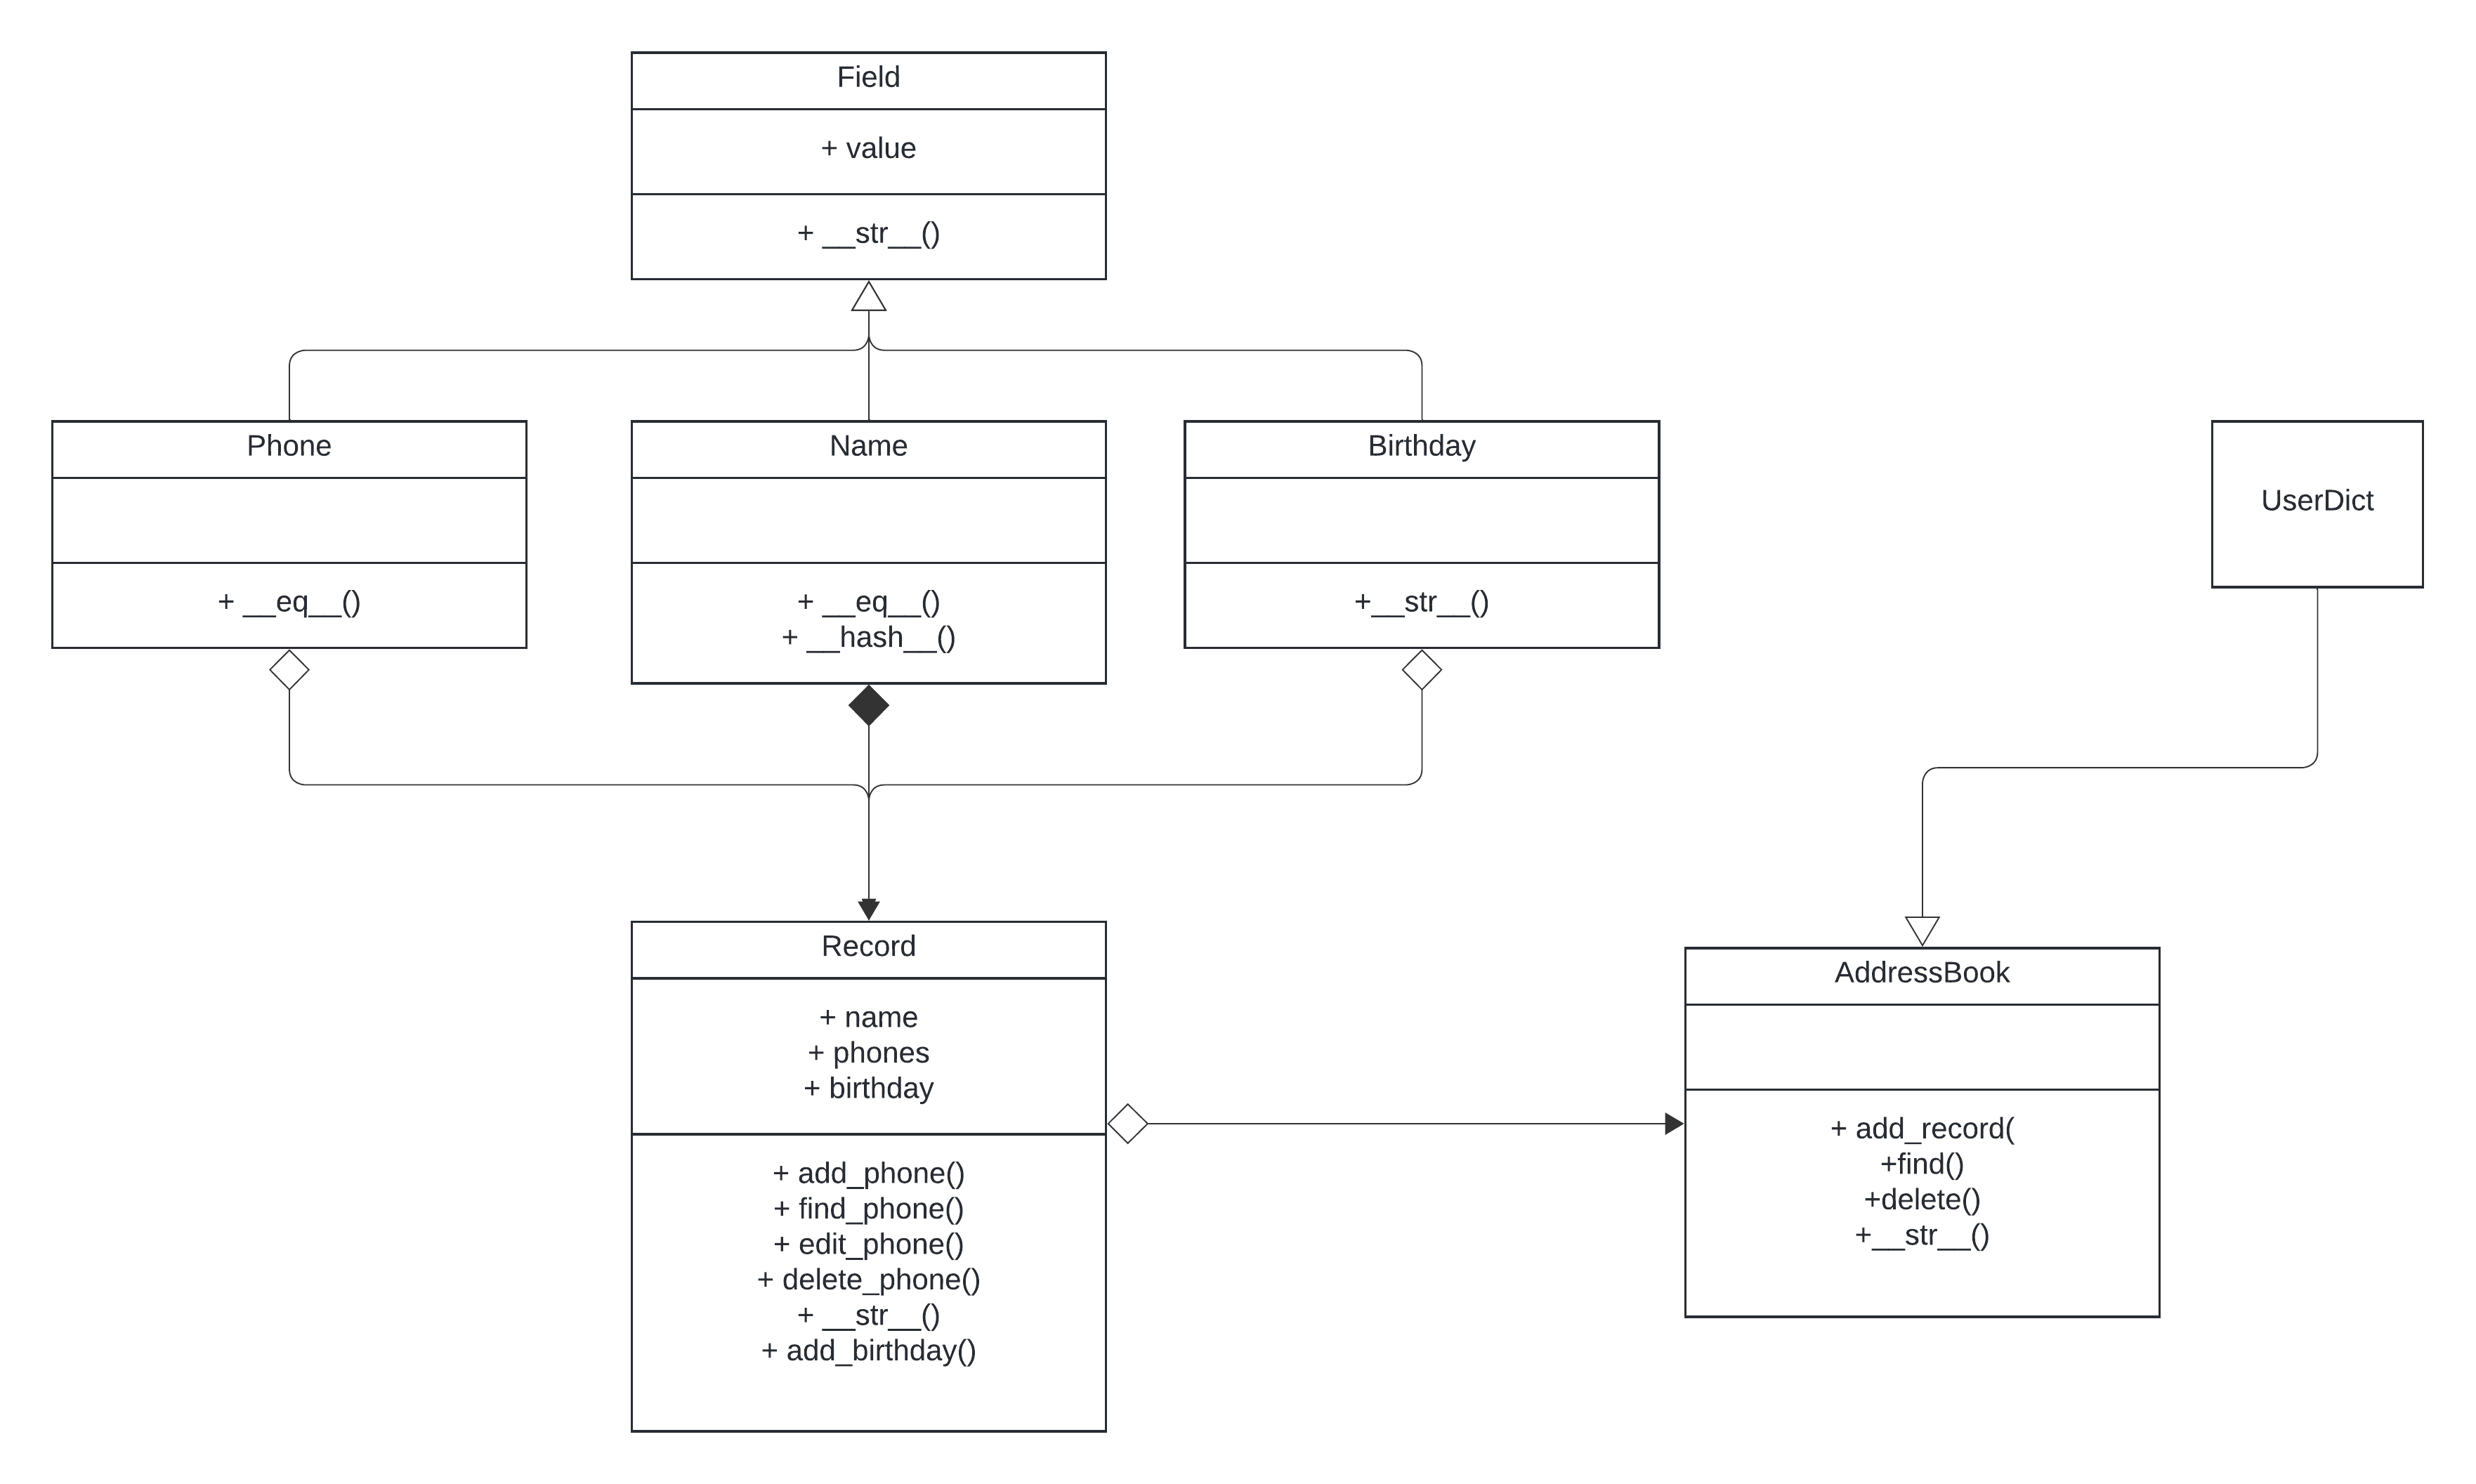 Field
+ value
+ __str__()
Phone
+ __eq__()
Name
+ __eq__()
+ __hash__()
Birthday
+__str__()
UserDict
Record
+ name
+ phones
+ birthday
+ add_phone()
+ find_phone()
+ edit_phone()
+ delete_phone()
+ __str__()
+ add_birthday()
AddressBook
+ add_record(
+find()
+delete()
+__str__()